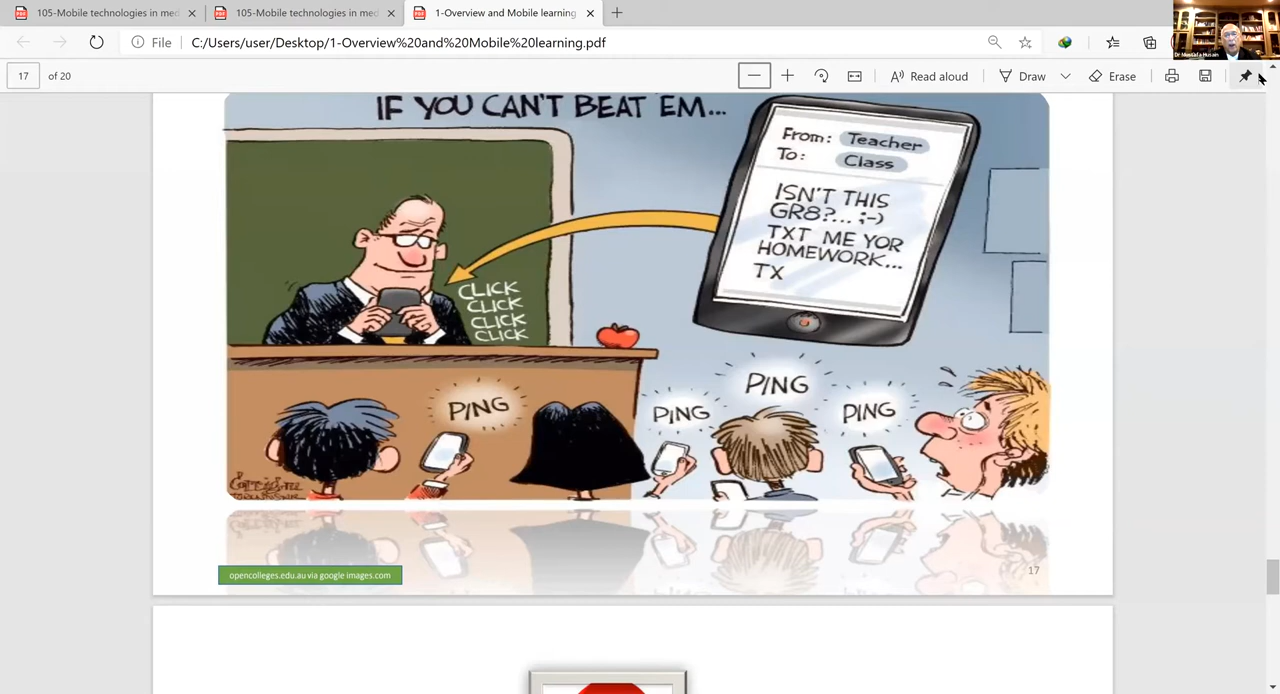 105-Mobile technologies in med
105-Mobile technologies in med
1-Overview and Mobile learning
File
C:/Users/user/Desktop/1-Overview%20and%20Mobile%20learning.pdf
Dr Mustafa Husain
17
of 20
Read aloud
Draw
Erase
IF YOU CAN'T BEAT EM...
From: Teacher
To: Class
ISN'T THIS
GR8?... ;-)
TXT ME YOR
HOMEWORK...
TX
CLICK
CLICK
CLICK
CLICK
PING
PING
PING
PING
opencolleges.edu.au via google images.com
17